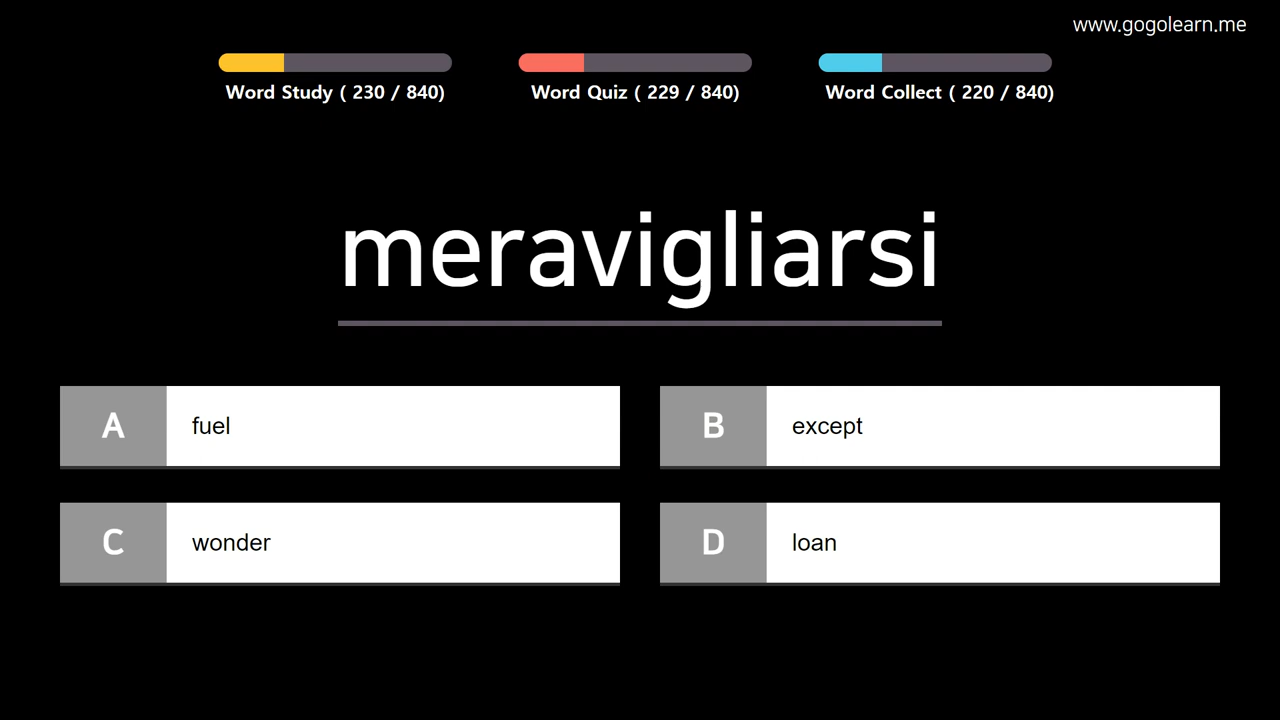 www.gogolearn.me
Word Study ( 230 / 840)
Word Quiz ( 229 / 840)
Word Collect ( 220 / 840)
meravigliarsi
A fuel
B except
C wonder
D loan